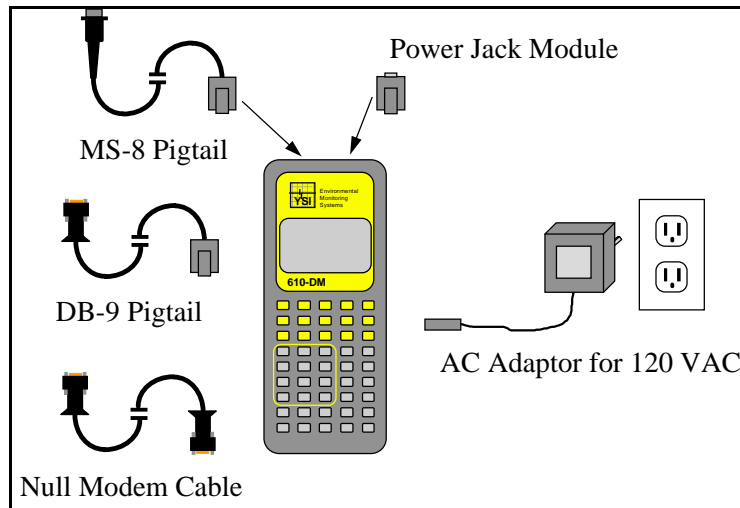 Power Jack Module
MS-8 Pigtail
YSI
Environmental
Monitoring
Systems
610-DM
DB-9 Pigtail
AC Adaptor for 120 VAC
Null Modem Cable